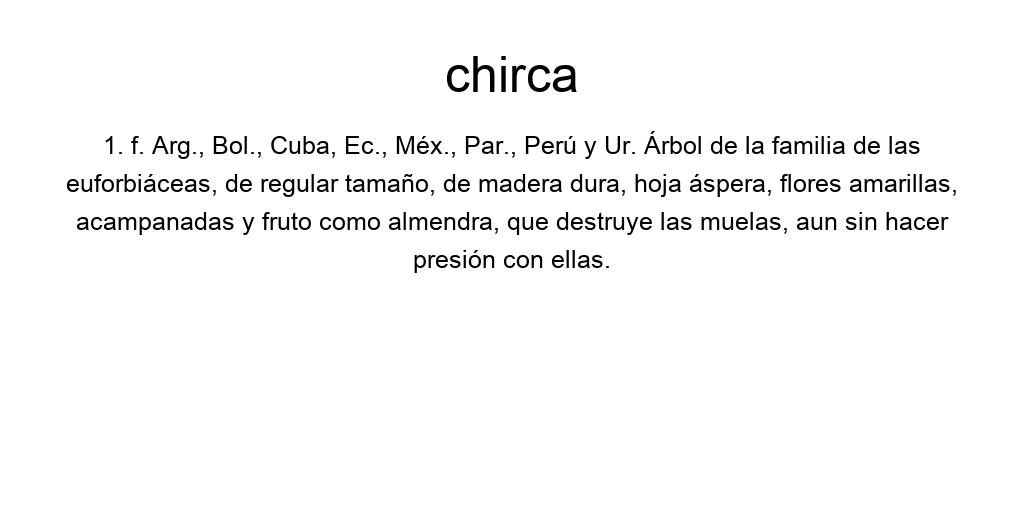 chirca
1. f. Arg., Bol., Cuba, Ec., Méx., Par., Perú y Ur. Árbol de la familia de las
euforbiáceas, de regular tamaño, de madera dura, hoja áspera, flores amarillas,
acampanadas y fruto como almendra, que destruye las muelas, aun sin hacer
presión con ellas.